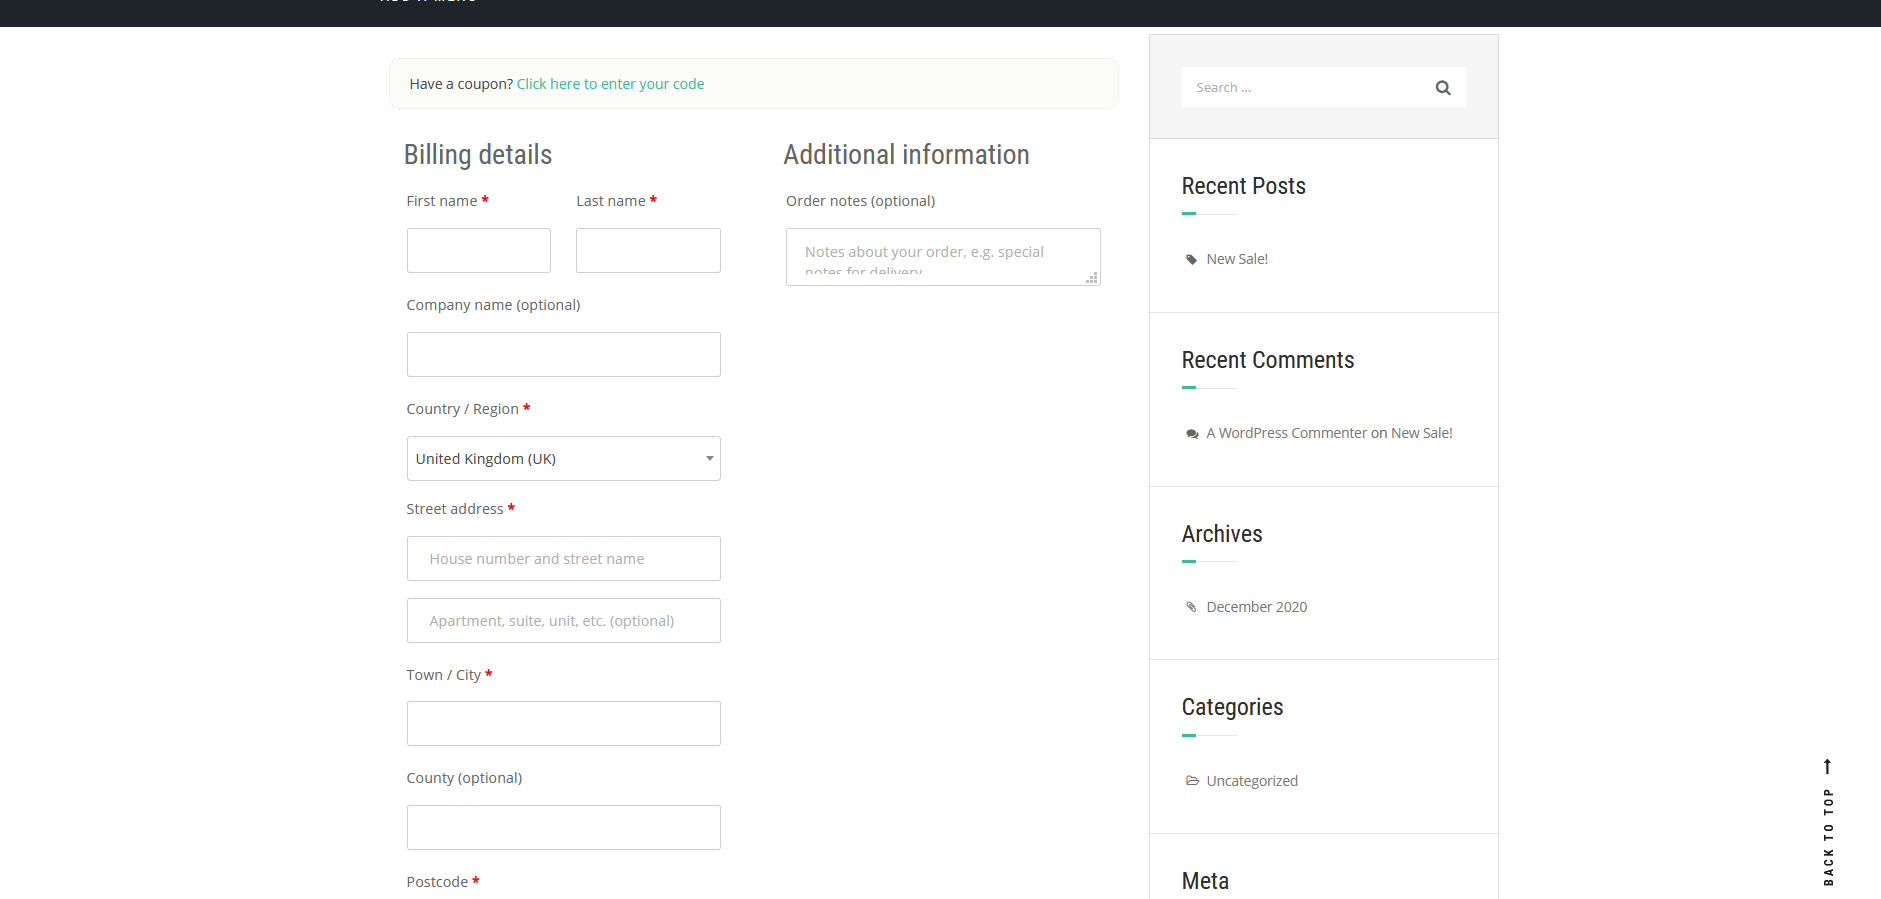 Have a coupon? Click here to enter your code
Billing details
First name *
Last name *
Company name (optional)
Country / Region *
United Kingdom (UK)
Street address *
House number and street name
Apartment, suite, unit, etc. (optional)
Town / City *
County (optional)
Postcode *
Additional information
Order notes (optional)
Notes about your order, e.g. special
notes for delivery.
Search ...
Recent Posts
New Sale!
Recent Comments
A WordPress Commenter on New Sale!
Archives
December 2020
Categories
Uncategorized
Meta
BACK TO TOP